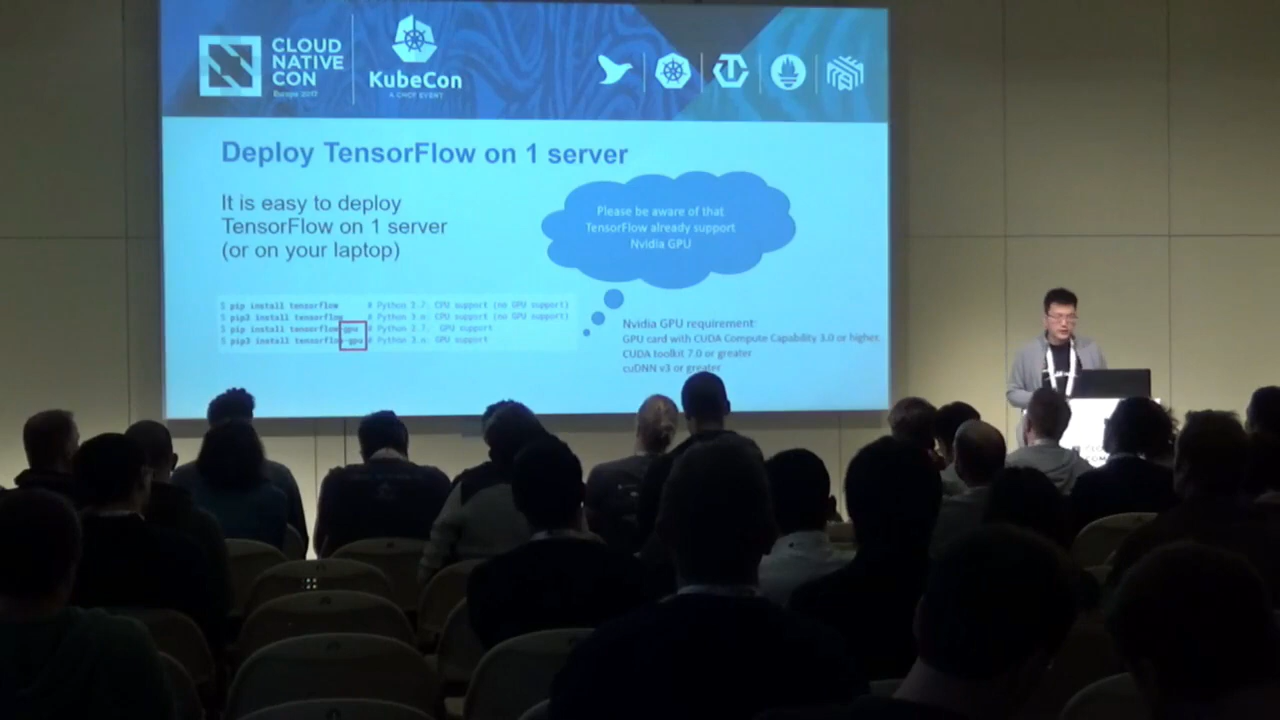 CLOUD
NATIVE
CON
Europe 2017
KubeCon
A CNCF EVENT
Deploy TensorFlow on 1 server
It is easy to deploy
TensorFlow on 1 server
(or on your laptop)
Please be aware of that
TensorFlow already support
Nvidia GPU
$ pip install tensorflow # Python 2.7; CPU support (no GPU support)
$ pip3 install tensorflow # Python 3.n; CPU support (no GPU support)
$ pip install tensorflow-gpu # Python 2.7; GPU support
$ pip3 install tensorflow-gpu # Python 3.n; GPU support
Nvidia GPU requirement:
GPU card with CUDA Compute Capability 3.0 or higher.
CUDA toolkit 7.0 or greater
cuDNN v3 or greater